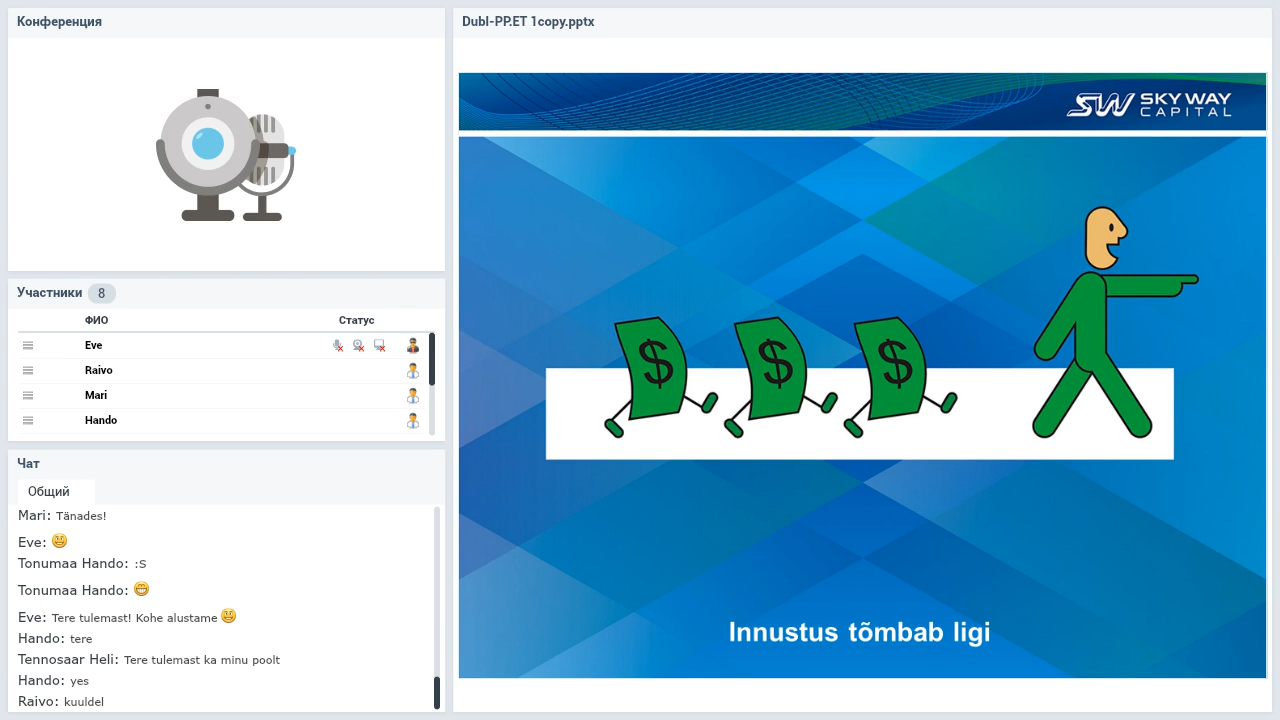 Конференция
Участники 8
ФИО Статус
Eve
Raivo
Mari
Hando
Чат
Общий
Mari: Tänades!
Eve:
Tonumaa Hando: :S
Tonumaa Hando:
Eve: Tere tulemast! Kohe alustame
Hando: tere
Tennosaar Heli: Tere tulemast ka minu poolt
Hando: yes
Raivo: kuuldel
Dubl-PP.ET 1copy.pptx
SW SKY WAY
CAPITAL
$ $ $
Innustus tõmbab ligi